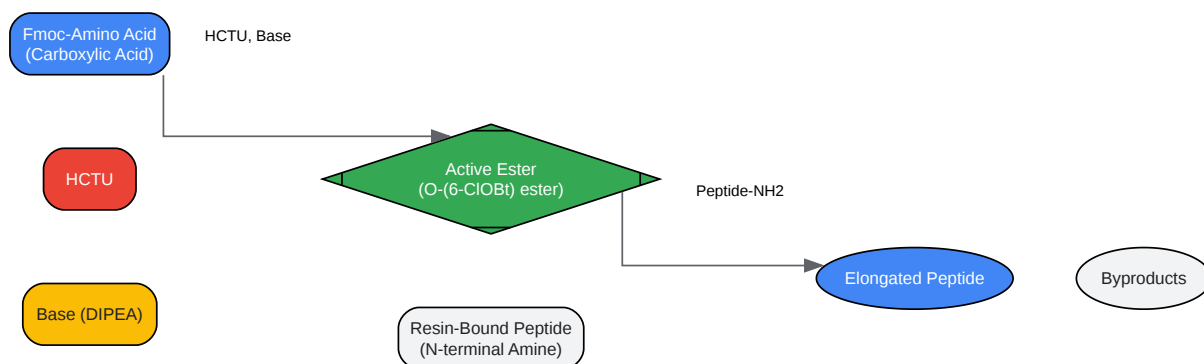 Fmoc-Amino Acid
(Carboxylic Acid)
HCTU, Base
HCTU
Active Ester
(O-(6-ClOBt) ester)
Peptide-NH2
Base (DIPEA)
Resin-Bound Peptide
(N-terminal Amine)
Elongated Peptide
Byproducts